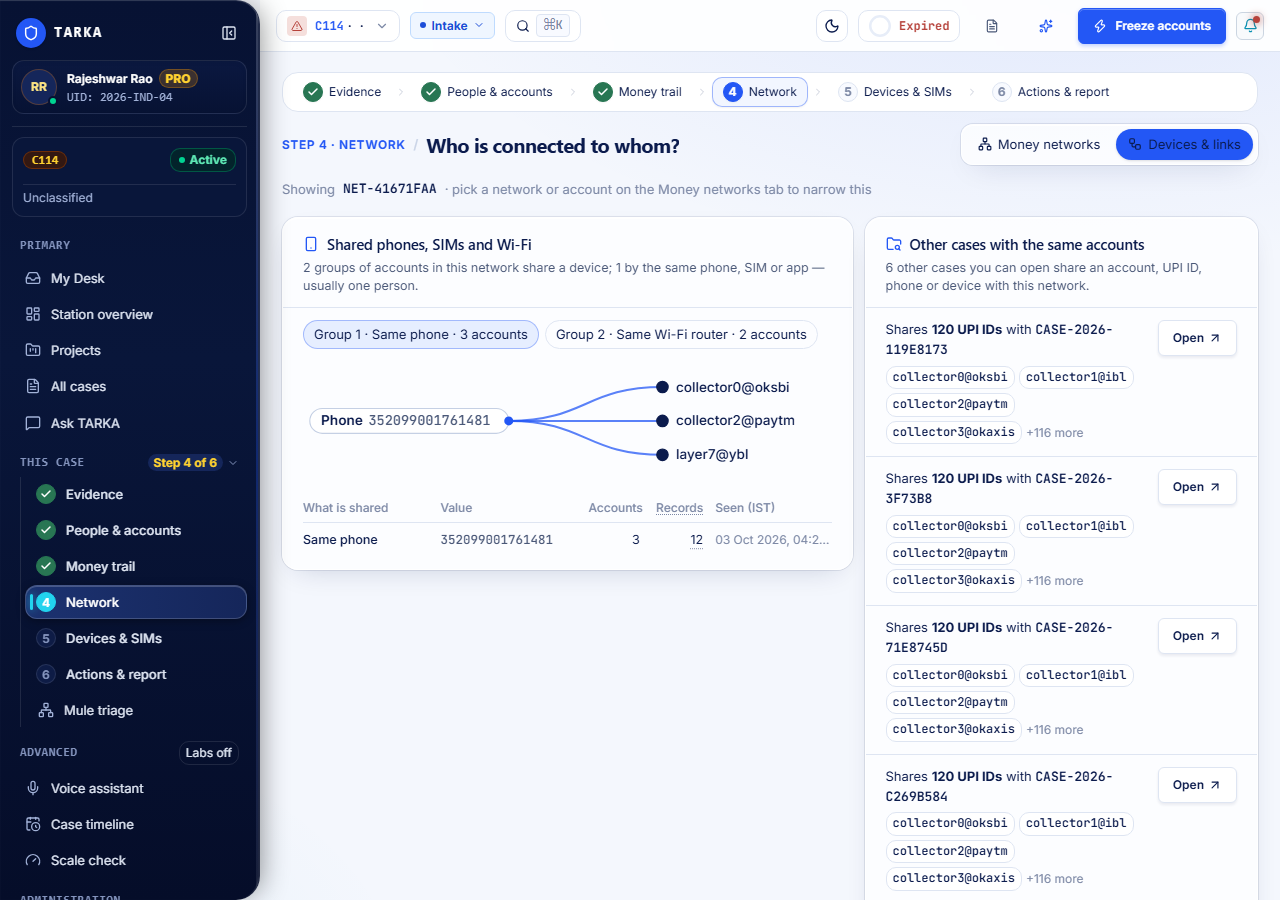 TARKA
RR
Rajeshwar Rao PRO
UID: 2026-IND-04
C114
Active
Unclassified
PRIMARY
My Desk
Station overview
Projects
All cases
Ask TARKA
THIS CASE
Step 4 of 6
Evidence
People & accounts
Money trail
4 Network
5 Devices & SIMs
6 Actions & report
Mule triage
ADVANCED
Labs off
Voice assistant
Case timeline
Scale check
ADMINISTRATION
C114 · ·
Intake
⌘K
Expired
Freeze accounts
Evidence
People & accounts
Money trail
4 Network
5 Devices & SIMs
6 Actions & report
STEP 4 · NETWORK / Who is connected to whom?
Money networks
Devices & links
Showing NET-41671FAA · pick a network or account on the Money networks tab to narrow this
Shared phones, SIMs and Wi-Fi
2 groups of accounts in this network share a device; 1 by the same phone, SIM or app —
usually one person.
Group 1 · Same phone · 3 accounts
Group 2 · Same Wi-Fi router · 2 accounts
Phone 352099001761481
collector0@oksbi
collector2@paytm
layer7@ybl
What is shared Value Accounts Records Seen (IST)
Same phone 352099001761481 3 12 03 Oct 2026, 04:2...
Other cases with the same accounts
6 other cases you can open share an account, UPI ID,
phone or device with this network.
Shares 120 UPI IDs with CASE-2026-
119E8173
Open
collector0@oksbi collector1@ibl
collector2@paytm
collector3@okaxis +116 more
Shares 120 UPI IDs with CASE-2026-
3F73B8
Open
collector0@oksbi collector1@ibl
collector2@paytm
collector3@okaxis +116 more
Shares 120 UPI IDs with CASE-2026-
71E8745D
Open
collector0@oksbi collector1@ibl
collector2@paytm
collector3@okaxis +116 more
Shares 120 UPI IDs with CASE-2026-
C269B584
Open
collector0@oksbi collector1@ibl
collector2@paytm
collector3@okaxis +116 more